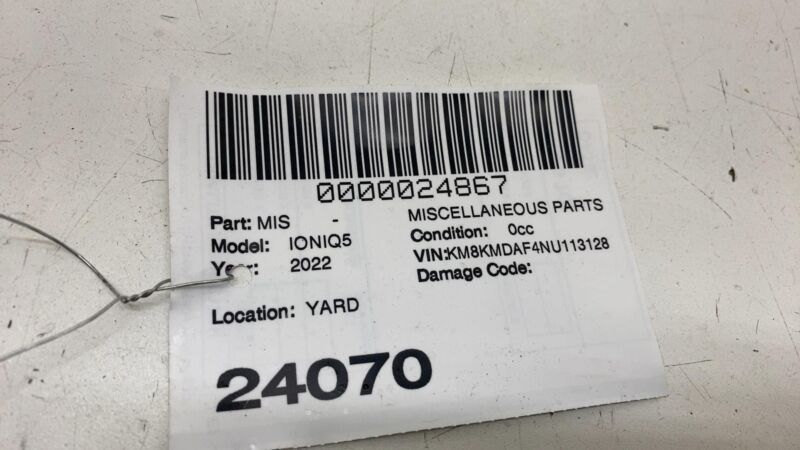 0000024867
Part: MIS - MISCELLANEOUS PARTS
Model: IONIQ5 Condition: 0cc
Year: 2022 VIN:KM8KMDAF4NU113128
Damage Code:
Location: YARD
24070